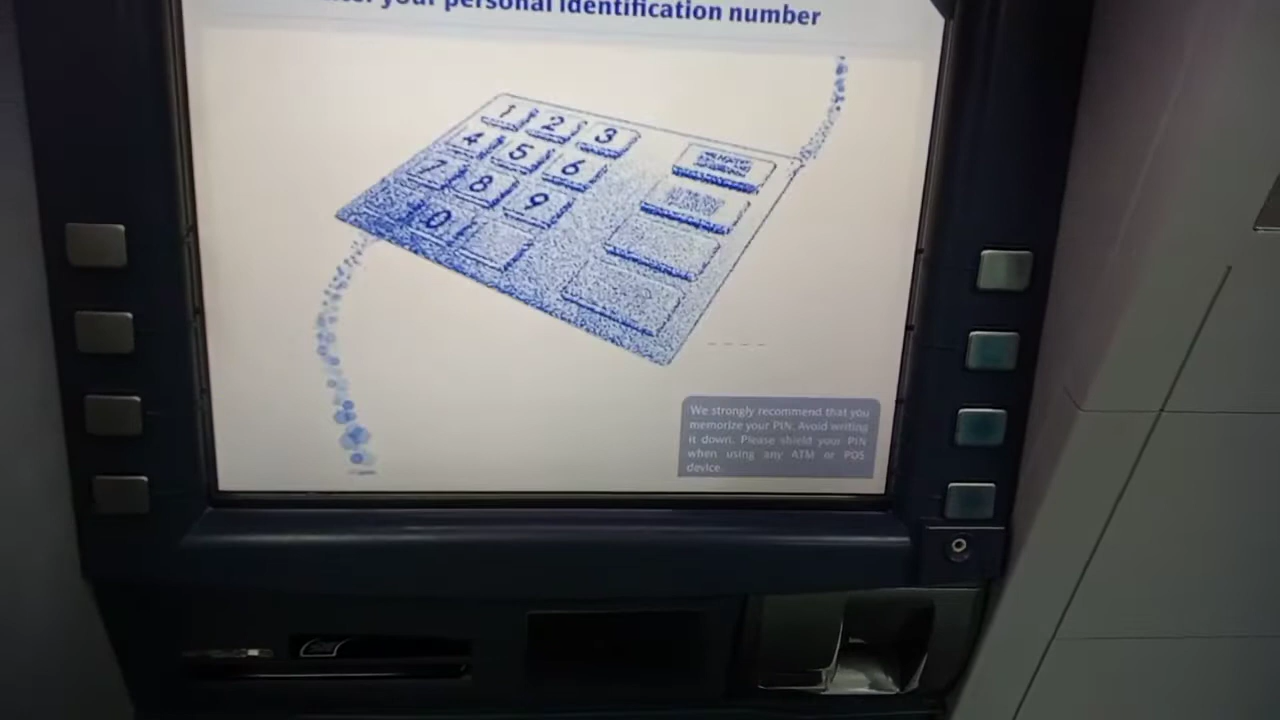 your personal identification number
1 2 3
4 5 6
7 8 9
0
We strongly recommend that you
memorize your PIN. Avoid writing
it down. Please shield your PIN
when using any ATM or POS
device.